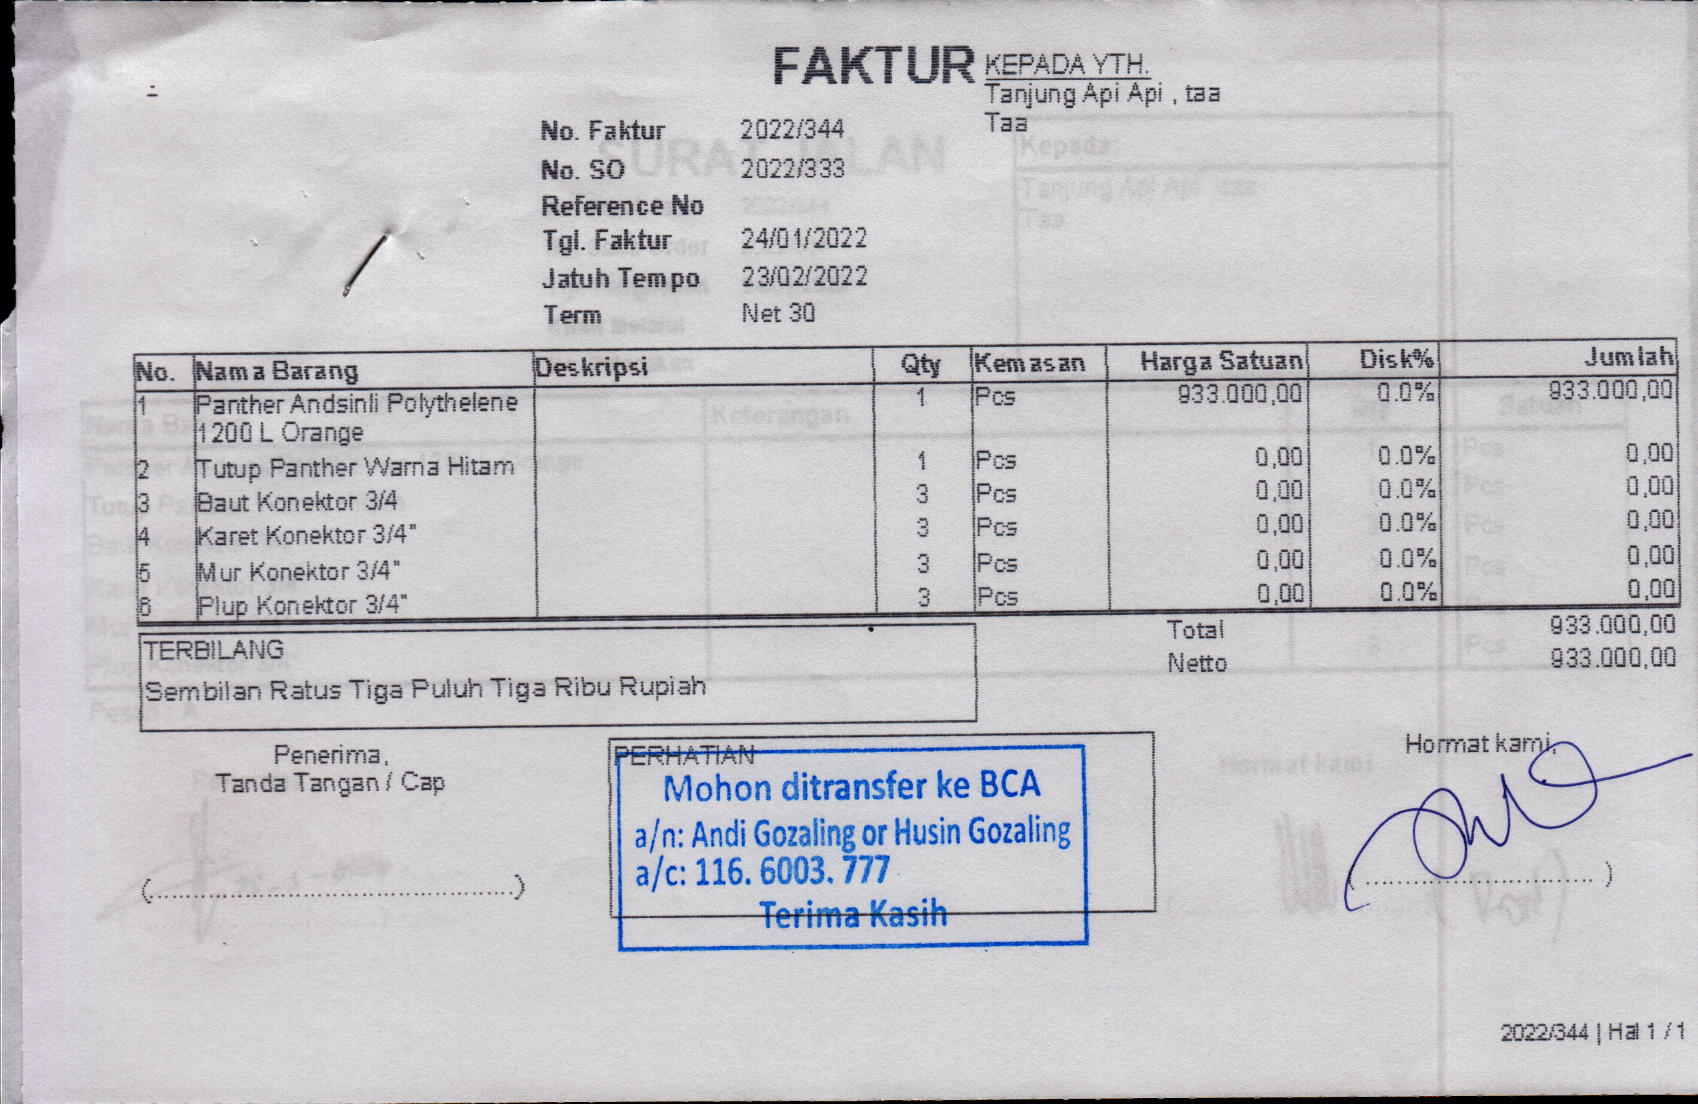 FAKTUR
KEPADA YTH.
Tanjung Api Api , taa
Taa
No. Faktur 2022/344
No. SO 2022/333
Reference No
Tgl. Faktur 24/01/2022
Jatuh Tempo 23/02/2022
Term Net 30
No. Nama Barang Deskripsi Qty Kemasan Harga Satuan Disk% Jumlah
1 Panther Andsinli Polythelene 1 Pcs 933.000,00 0.0% 933.000,00
1200 L Orange
2 Tutup Panther Warna Hitam 1 Pcs 0,00 0.0% 0,00
3 Baut Konektor 3/4 3 Pcs 0,00 0.0% 0,00
4 Karet Konektor 3/4" 3 Pcs 0,00 0.0% 0,00
5 Mur Konektor 3/4" 3 Pcs 0,00 0.0% 0,00
6 Plup Konektor 3/4" 3 Pcs 0,00 0.0% 0,00
Total 933.000,00
Netto 933.000,00
TERBILANG
Sembilan Ratus Tiga Puluh Tiga Ribu Rupiah
Penerima,
Tanda Tangan / Cap
(..............................................)
PERHATIAN
Mohon ditransfer ke BCA
a/n: Andi Gozaling or Husin Gozaling
a/c: 116. 6003. 777
Terima Kasih
Hormat kami,
( ............................. )
2022/344 | Hal 1 / 1